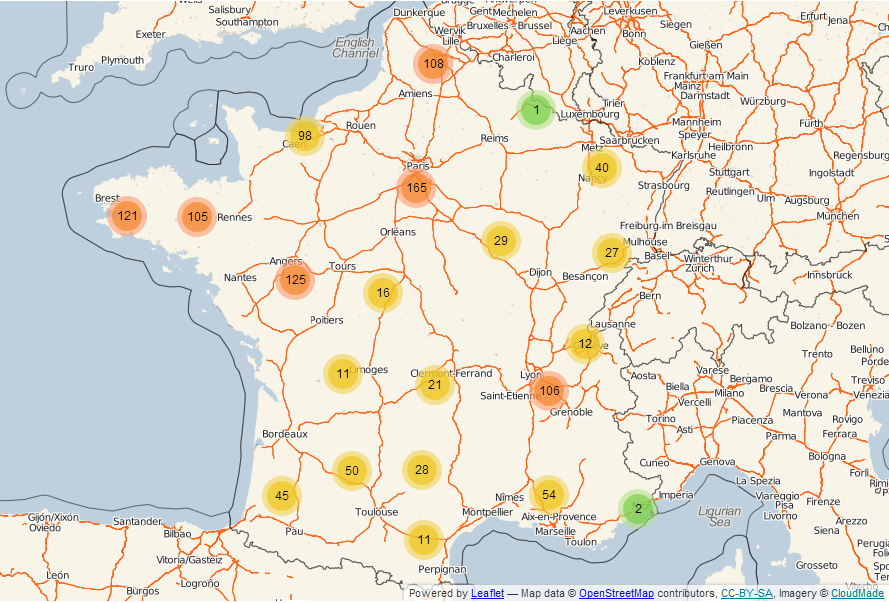 Salisbury
Southampton
Exeter
Plymouth
Truro
English
Channel
Dunkerque
Gent
Mechelen
Leverkusen
Erfurt
Jena
Wervik
Bruxelles - Brussel
Aachen
Siegen
Lille
Liège
Bonn
Gießen
Charleroi
Koblenz
108
Frankfurt am Main
Mainz
Amiens
Darmstadt
Würzburg
1
Trier
Luxembourg
Mannheim
Fürth
Rouen
98
Caen
Reims
Speyer
Saarbrücken
Heilbronn
Metz
Karlsruhe
Regensburg
Paris
40
Nancy
Stuttgart
Ingolstadt
165
Strasbourg
Reutlingen
Ulm
Augsburg
Brest
121
105
Rennes
München
Orléans
29
Freiburg im Breisgau
Mulhouse
27
Basel
Winterthur
Zürich
Angers
Tours
Nantes
125
Dijon
Besançon
Innsbruck
16
Bern
Poitiers
Lausanne
Bolzano - Bozen
12
Genève
Trento
Belluno
11
Limoges
Clermont-Ferrand
21
Lyon
106
Saint-Etienne
Aosta
Varese
Bergamo
Biella
Milano
Brescia
Verona
Treviso
Vercelli
Grenoble
Torino
Piacenza
Mantova
Rovigo
Asti
Parma
Ferrara
Bordeaux
Bologna
50
28
Cuneo
Genova
La Spezia
45
Nîmes
54
2
Imperia
Ligurian
Sea
Viareggio
Pisa
Livorno
Firenze
Toulouse
Montpellier
Aix-en-Provence
Marseille
Toulon
Arezzo
Siena
Gijón/Xixón
Oviedo
Santander
Bilbao
Pau
11
Perugia
Vitoria/Gasteiz
Perpignan
Grosseto
León
Logroño
Burgos
Viterbo
Powered by Leaflet — Map data © OpenStreetMap contributors, CC-BY-SA, Imagery © CloudMade